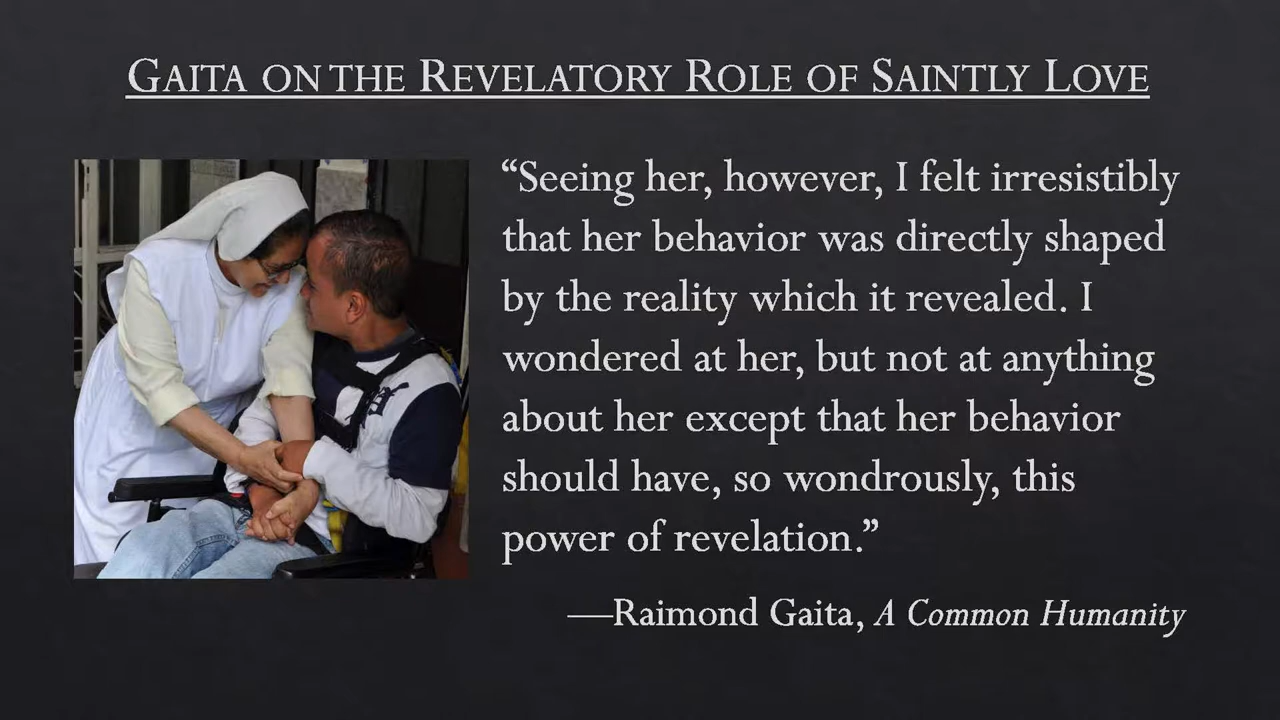 GAITA ON THE REVELATORY ROLE OF SAINTLY LOVE
“Seeing her, however, I felt irresistibly
that her behavior was directly shaped
by the reality which it revealed. I
wondered at her, but not at anything
about her except that her behavior
should have, so wondrously, this
power of revelation.”
—Raimond Gaita, A Common Humanity